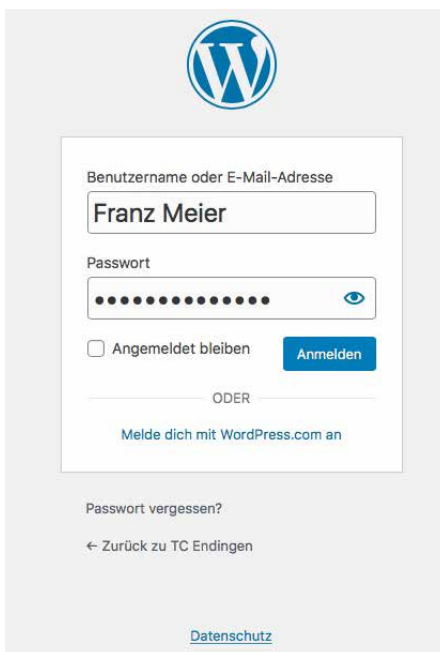 Benutzername oder E-Mail-Adresse
Franz Meier
Passwort
••••••••••••••
Angemeldet bleiben
Anmelden
ODER
Melde dich mit WordPress.com an
Passwort vergessen?
← Zurück zu TC Endingen
Datenschutz